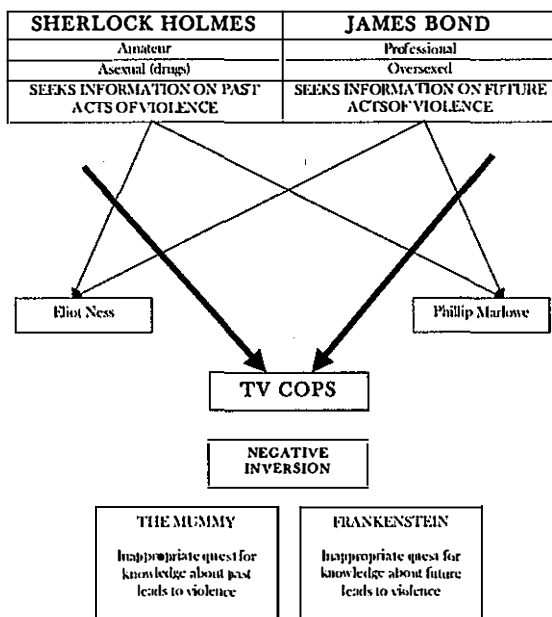 SHERLOCK HOLMES
JAMES BOND
Amateur
Professional
Asexual (drugs)
Oversexed
SEEKS INFORMATION ON PAST
ACTS OF VIOLENCE
SEEKS INFORMATION ON FUTURE
ACTSOF VIOLENCE
Eliot Ness
Phillip Marlowe
TV COPS
NEGATIVE
INVERSION
THE MUMMY
Inappropriate quest for
knowledge about past
leads to violence
FRANKENSTEIN
Inappropriate quest for
knowledge about future
leads to violence